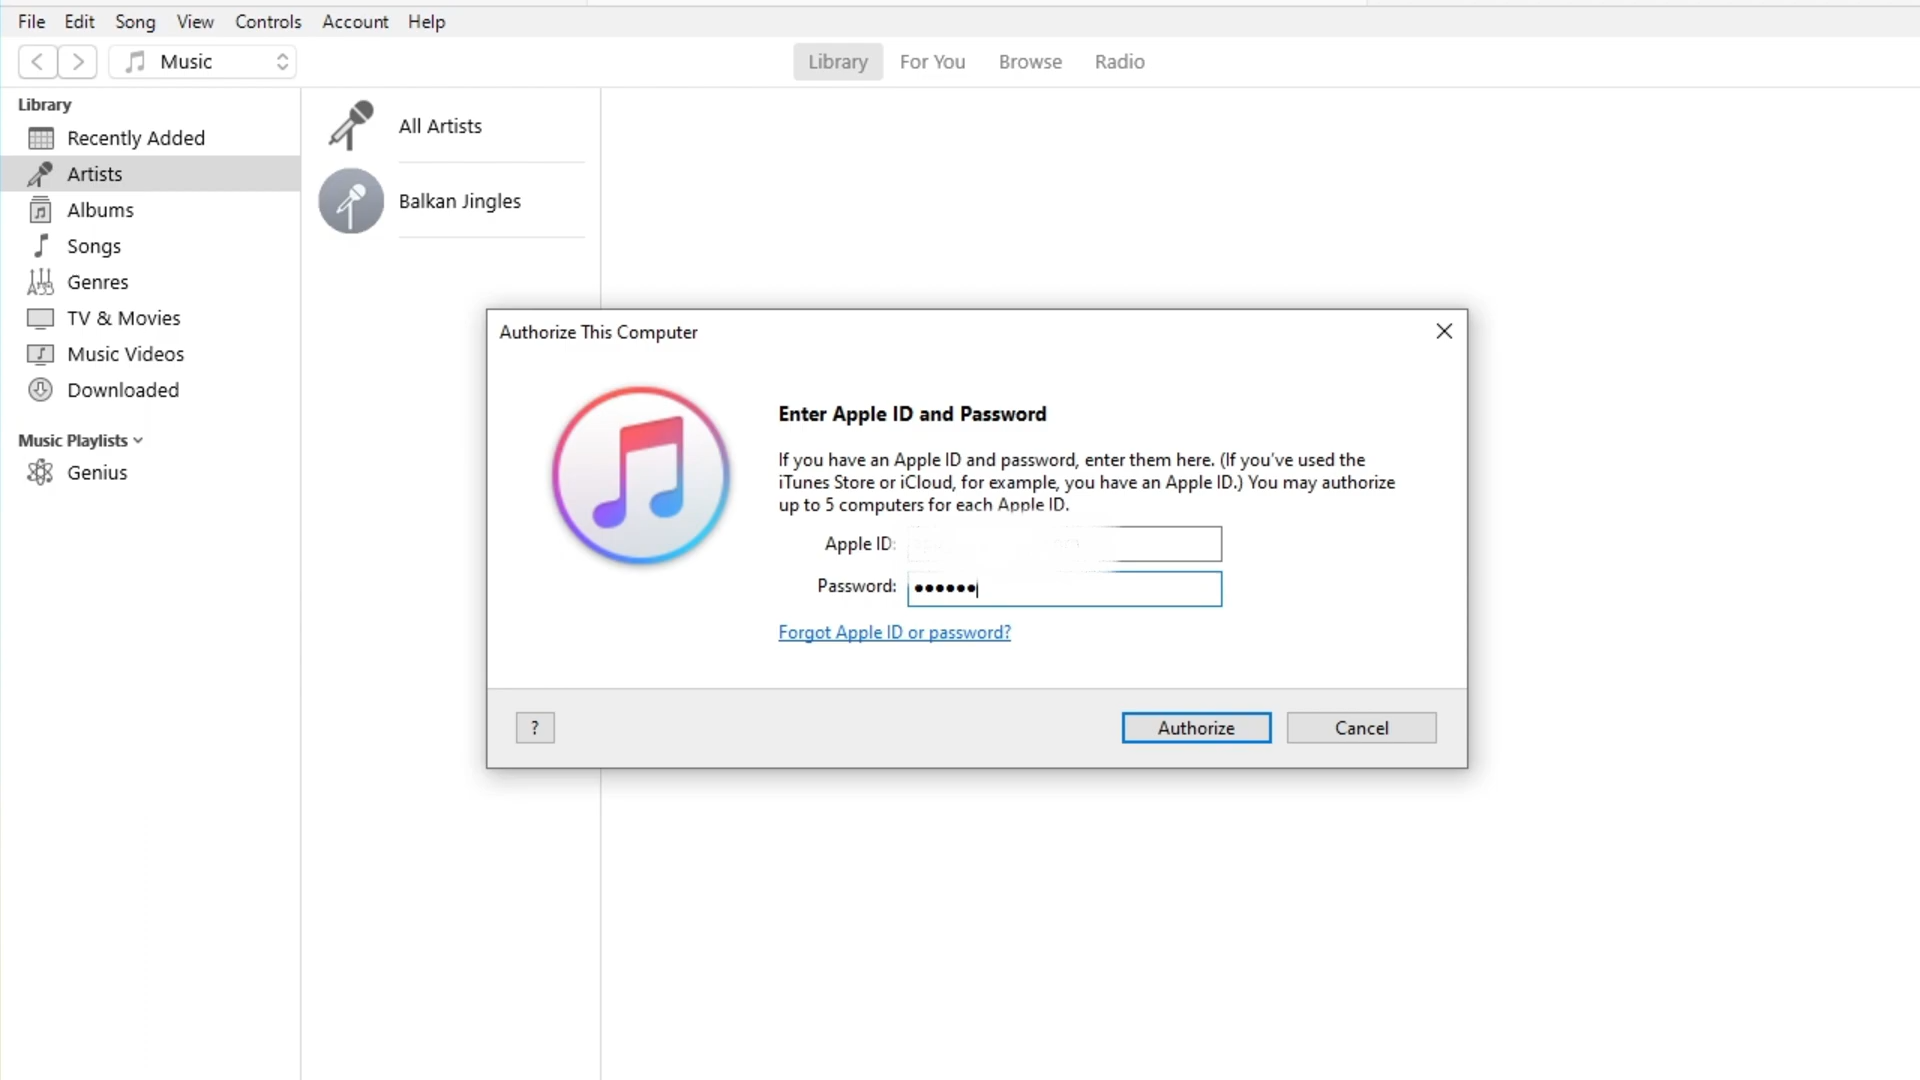 File Edit Song View Controls Account Help
Music
Library For You Browse Radio
Library
Recently Added
Artists
Albums
Songs
Genres
TV & Movies
Music Videos
Downloaded
Music Playlists
Genius
All Artists
Balkan Jingles
Authorize This Computer
Enter Apple ID and Password
If you have an Apple ID and password, enter them here. (If you've used the
iTunes Store or iCloud, for example, you have an Apple ID.) You may authorize
up to 5 computers for each Apple ID.
Apple ID:
Password: ••••••
Forgot Apple ID or password?
?
Authorize
Cancel